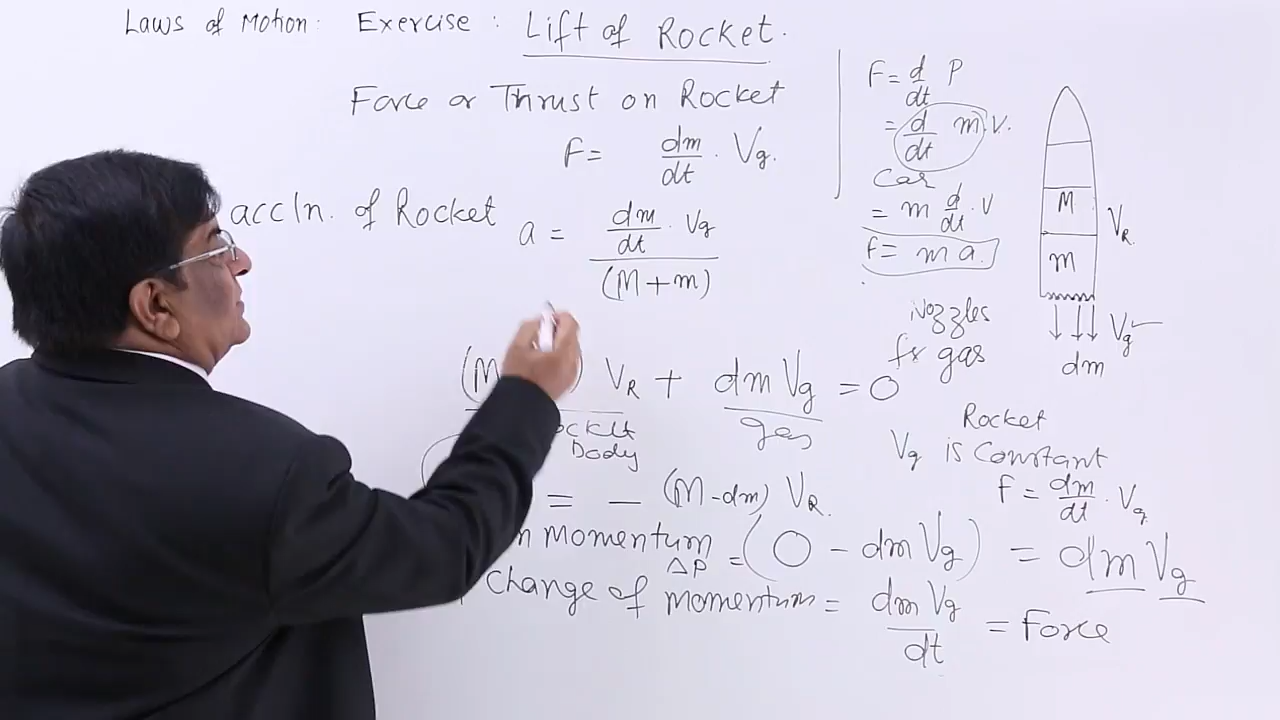 Laws of Motion: Exercise: Lift of Rocket.
Force or Thrust on Rocket
F = dm/dt . Vg.
accln. of Rocket a = dm/dt . Vg / (M + m)
(M ) VR + dm Vg = 0
Body gas
= - (M - dm) VR.
momentum ΔP = (0 - dm Vg) = dm Vg
change of momentum = dm Vg / dt = Force
F = d/dt P
= d/dt m.v.
Car
= m d/dt . v
f = m a.
M
m
VR
Nozzles
fr gas
Vg
dm
Rocket
Vg is Constant
f = dm/dt . Vg